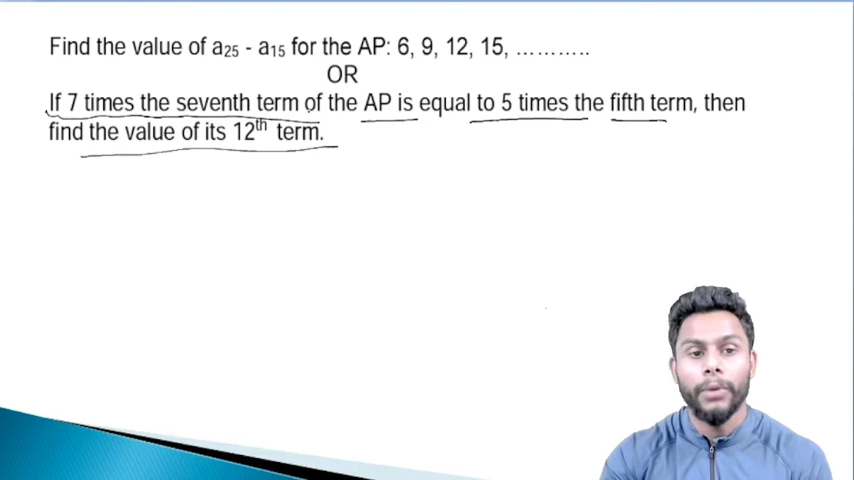 Find the value of a₂₅ - a₁₅ for the AP: 6, 9, 12, 15, ………..
OR
If 7 times the seventh term of the AP is equal to 5 times the fifth term, then
find the value of its 12th term.